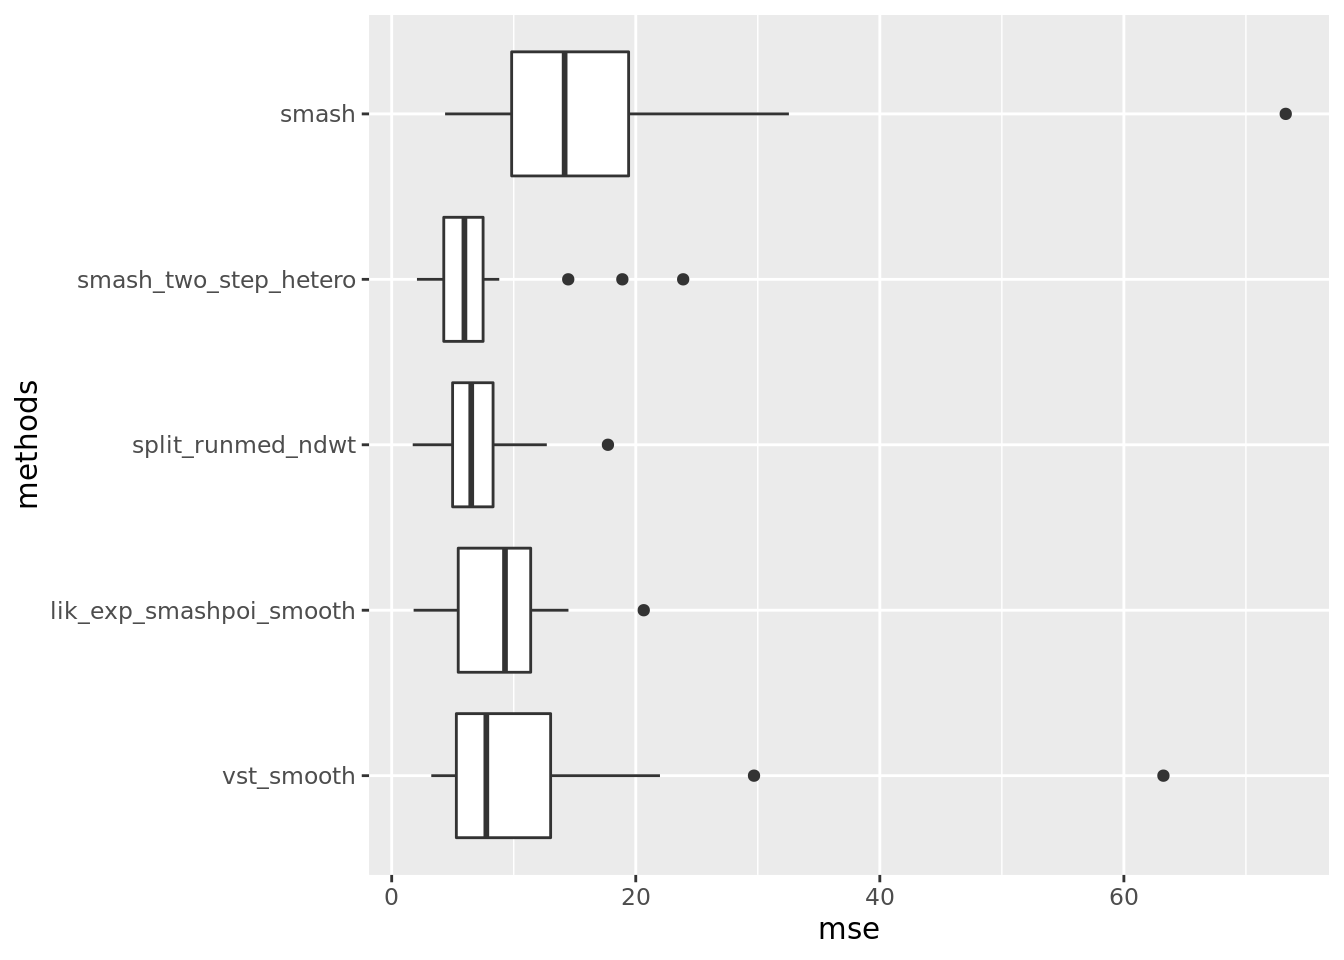 smash
smash_two_step_hetero
split_runmed_ndwt
lik_exp_smashpoi_smooth
vst_smooth
methods
0 20 40 60
mse